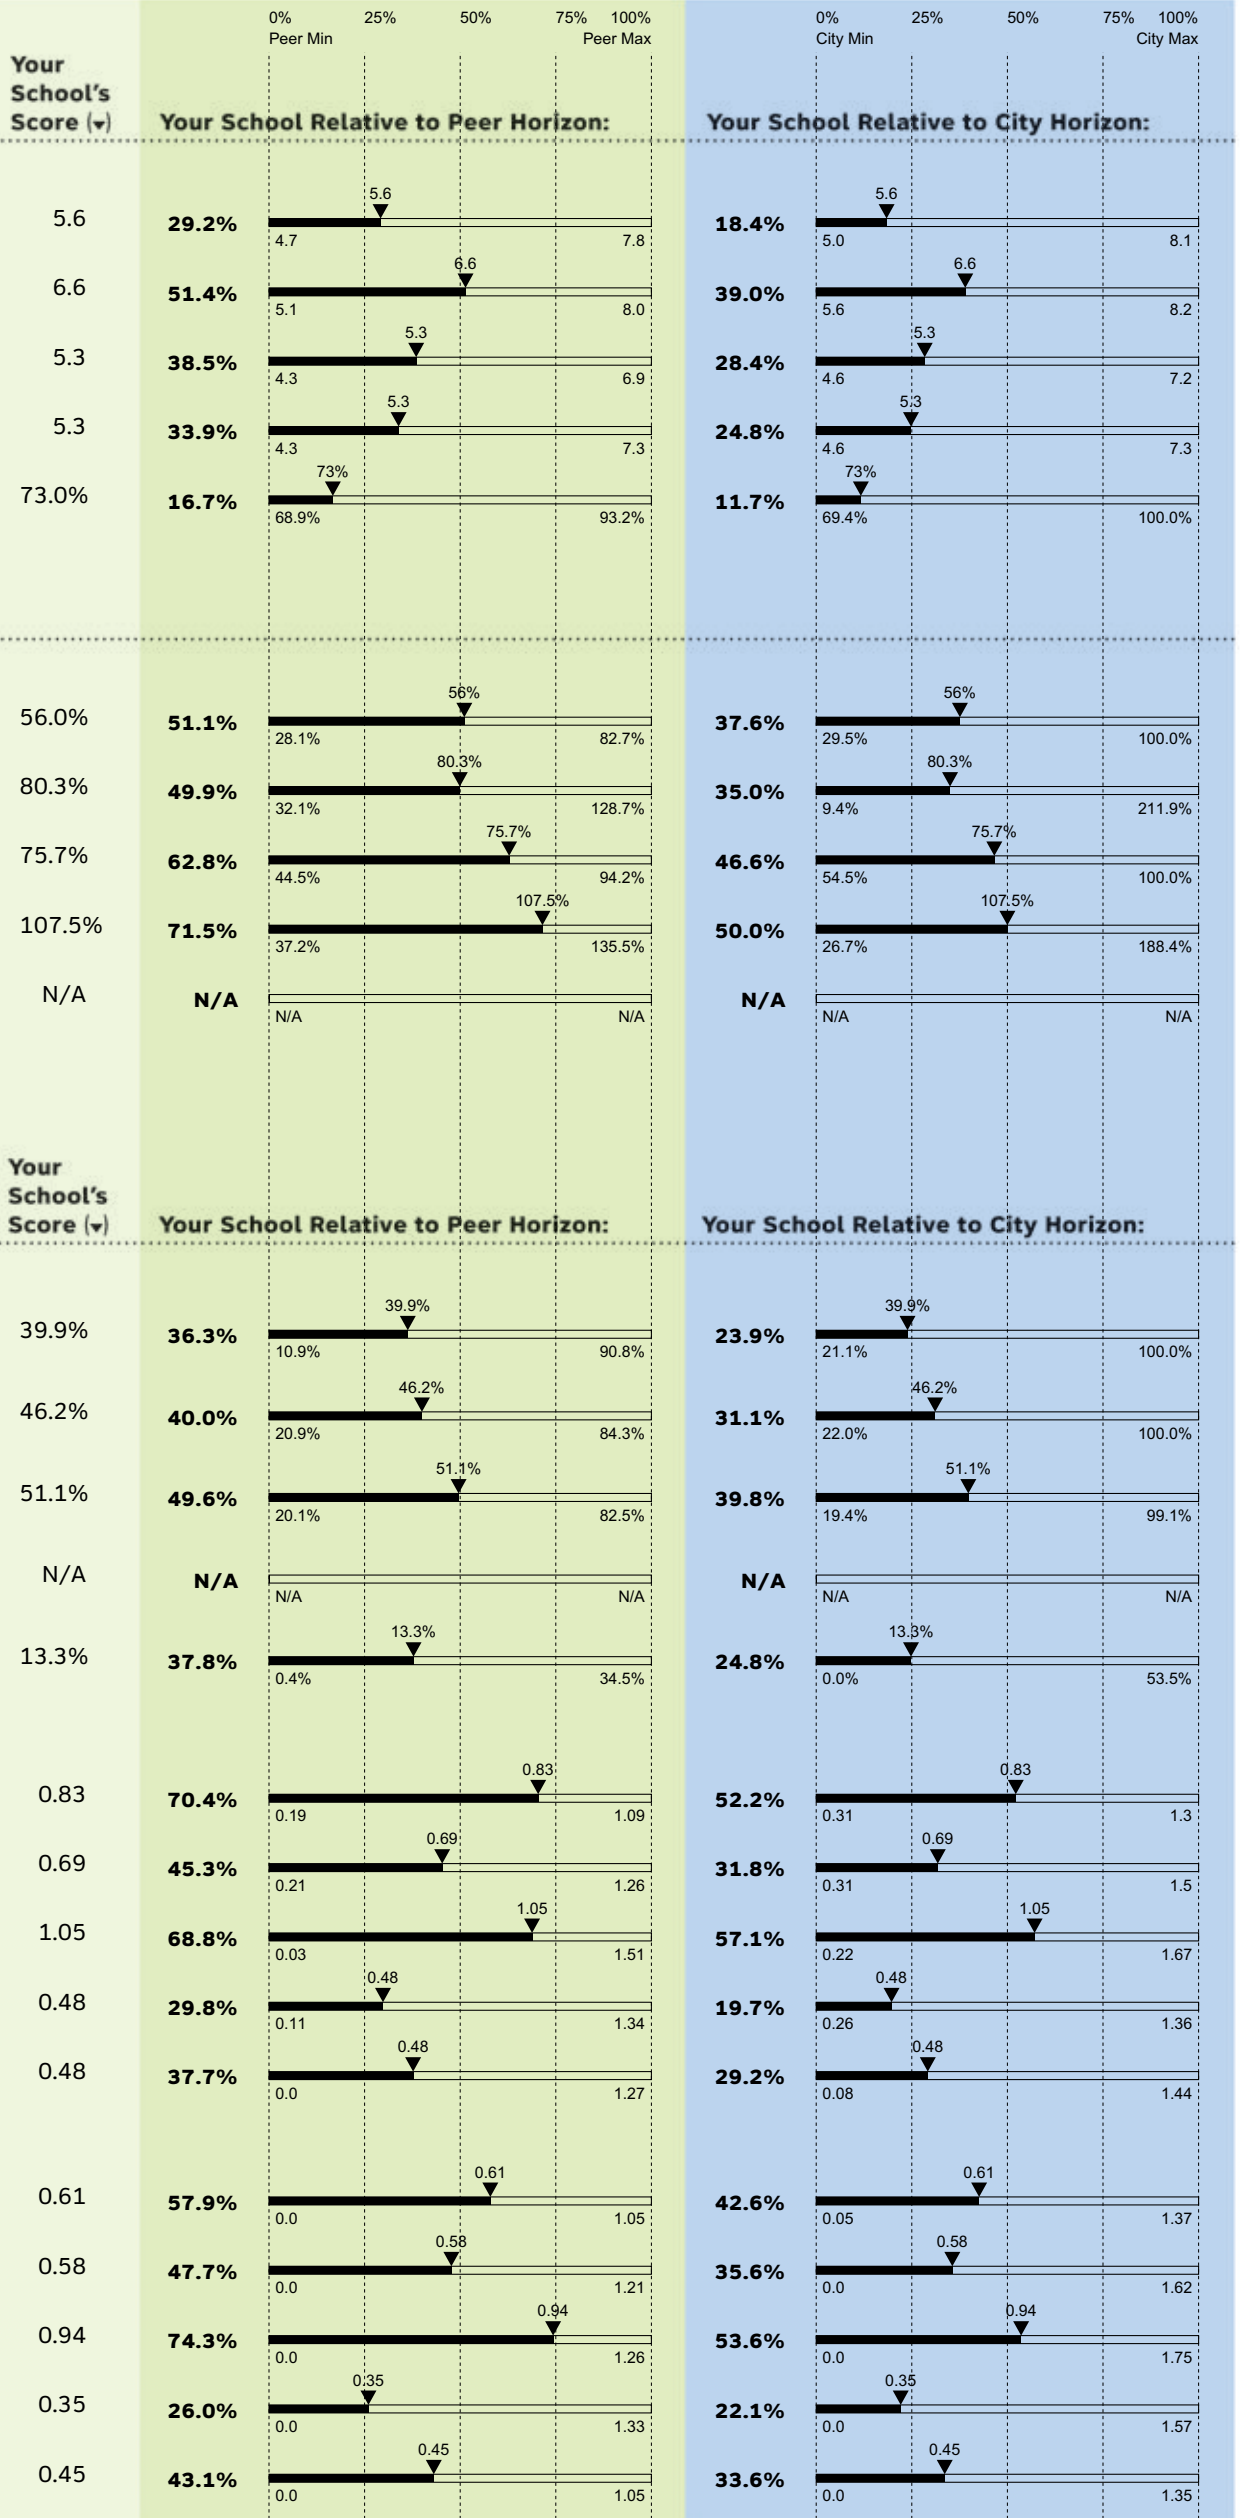 0% 25% 50% 75% 100% 0% 25% 50% 75% 100%
Peer Min Peer Max City Min City Max
Your
School's
Score (▾) Your School Relative to Peer Horizon: Your School Relative to City Horizon:
5.6 5.6
5.6 29.2% 18.4%
4.7 7.8 5.0 8.1
6.6 6.6
6.6 51.4% 39.0%
5.1 8.0 5.6 8.2
5.3 5.3
5.3 38.5% 28.4%
4.3 6.9 4.6 7.2
5.3 5.3
5.3 33.9% 24.8%
4.3 7.3 4.6 7.3
73% 73%
73.0% 16.7% 11.7%
68.9% 93.2% 69.4% 100.0%
56% 56%
56.0% 51.1% 37.6%
28.1% 82.7% 29.5% 100.0%
80.3% 80.3%
80.3% 49.9% 35.0%
32.1% 128.7% 9.4% 211.9%
75.7% 75.7%
75.7% 62.8% 46.6%
44.5% 94.2% 54.5% 100.0%
107.5% 107.5%
107.5% 71.5% 50.0%
37.2% 135.5% 26.7% 188.4%
N/A N/A N/A
N/A N/A N/A N/A
Your
School's
Score (▾) Your School Relative to Peer Horizon: Your School Relative to City Horizon:
39.9% 39.9%
39.9% 36.3% 23.9%
10.9% 90.8% 21.1% 100.0%
46.2% 46.2%
46.2% 40.0% 31.1%
20.9% 84.3% 22.0% 100.0%
51.1% 51.1%
51.1% 49.6% 39.8%
20.1% 82.5% 19.4% 99.1%
N/A N/A N/A
N/A N/A N/A N/A
13.3% 13.3%
13.3% 37.8% 24.8%
0.4% 34.5% 0.0% 53.5%
0.83 0.83
0.83 70.4% 52.2%
0.19 1.09 0.31 1.3
0.69 0.69
0.69 45.3% 31.8%
0.21 1.26 0.31 1.5
1.05 1.05
1.05 68.8% 57.1%
0.03 1.51 0.22 1.67
0.48 0.48
0.48 29.8% 19.7%
0.11 1.34 0.26 1.36
0.48 0.48
0.48 37.7% 29.2%
0.0 1.27 0.08 1.44
0.61 0.61
0.61 57.9% 42.6%
0.0 1.05 0.05 1.37
0.58 0.58
0.58 47.7% 35.6%
0.0 1.21 0.0 1.62
0.94 0.94
0.94 74.3% 53.6%
0.0 1.26 0.0 1.75
0.35 0.35
0.35 26.0% 22.1%
0.0 1.33 0.0 1.57
0.45 0.45
0.45 43.1% 33.6%
0.0 1.05 0.0 1.35